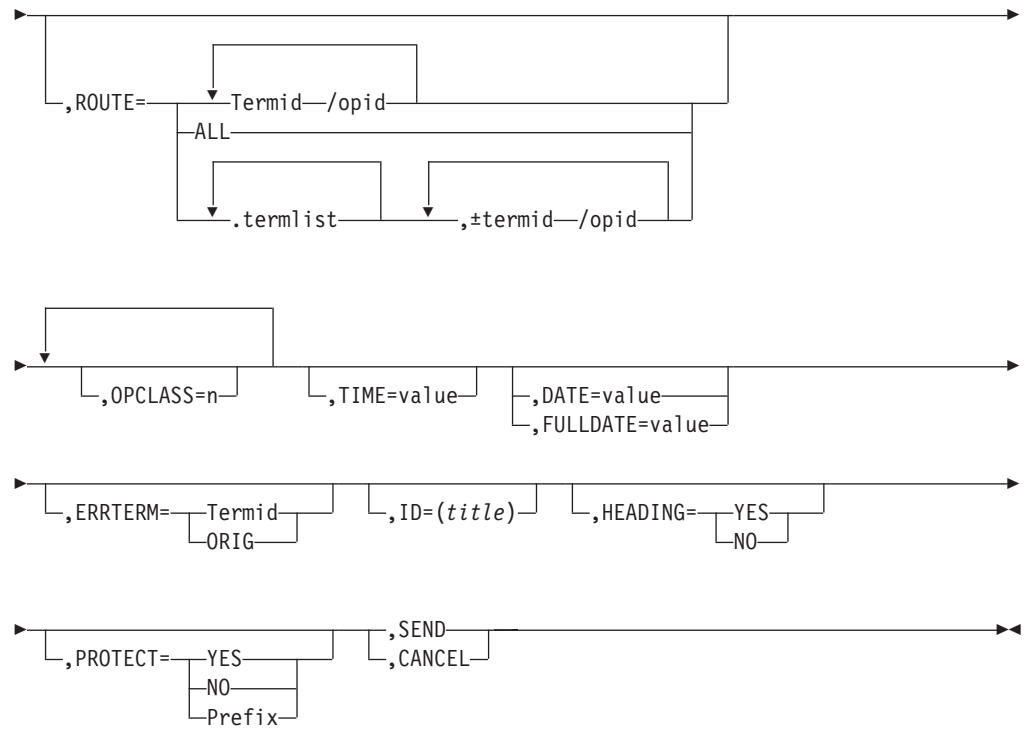 ,ROUTE= Termid /opid
ALL
.termlist ,±termid /opid
,OPCLASS=n ,TIME=value ,DATE=value
,FULLDATE=value
,ERRTERM= Termid ,ID=(title) ,HEADING= YES
ORIG NO
,SEND
,PROTECT= YES ,CANCEL
NO
Prefix